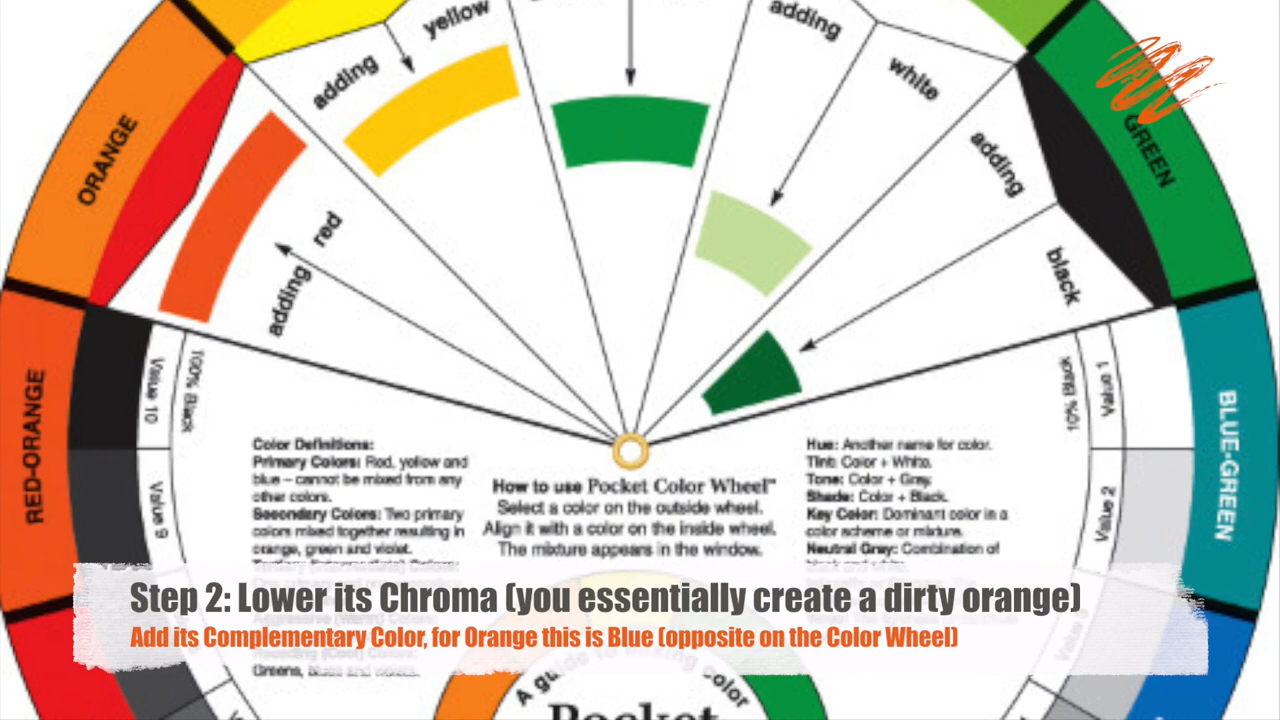 yellow
adding
adding
white
ORANGE
GREEN
adding
red
adding
black
RED-ORANGE
BLUE-GREEN
Value 10
100% Black
Value 9
10% Black
Value 1
Value 2
Color Definitions:
Primary Colors: Red, yellow and
blue – cannot be mixed from any
other colors.
Secondary Colors: Two primary
colors mixed together resulting in
orange, green and violet.
How to use Pocket Color Wheel™
Select a color on the outside wheel.
Align it with a color on the inside wheel.
The mixture appears in the window.
Hue: Another name for color.
Tint: Color + White.
Tone: Color + Gray.
Shade: Color + Black.
Key Color: Dominant color in a
color scheme or mixture.
Neutral Gray: Combination of
Step 2: Lower its Chroma (you essentially create a dirty orange)
Add its Complementary Color, for Orange this is Blue (opposite on the Color Wheel)
Greens, blues and violets.
A guide to mixing color
Pocket